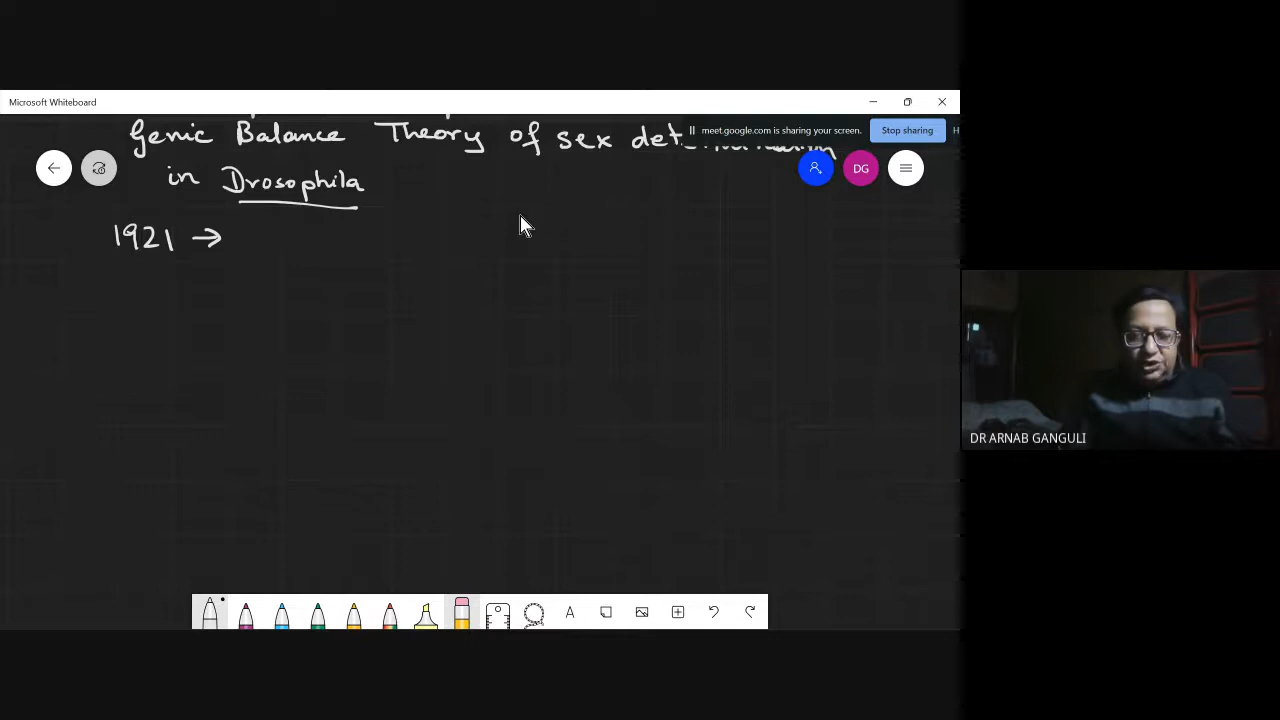 Microsoft Whiteboard
Genic Balance Theory of sex determination
meet.google.com is sharing your screen.
Stop sharing
H
in Drosophila
DG
1921 →
DR ARNAB GANGULI
A